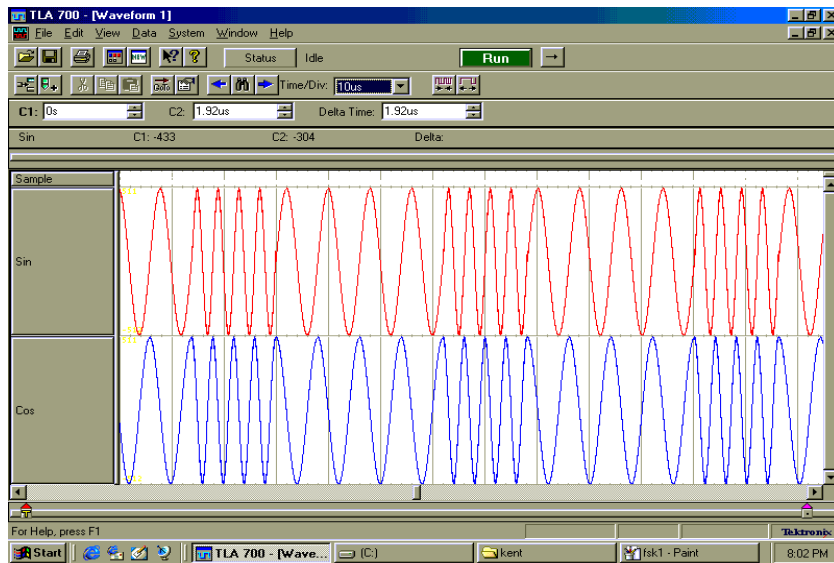 TLA 700 - [Waveform 1]
File Edit View Data System Window Help
NEW
Status Idle Run
GoTo
Time/Div: 10us
C1: 0s C2: 1.92us Delta Time: 1.92us
Sin C1: -433 C2: -304 Delta:
Sample
Sin
Cos
For Help, press F1
Tektronix
Start TLA 700 - [Wave... (C:) kent fsk1 - Paint 8:02 PM